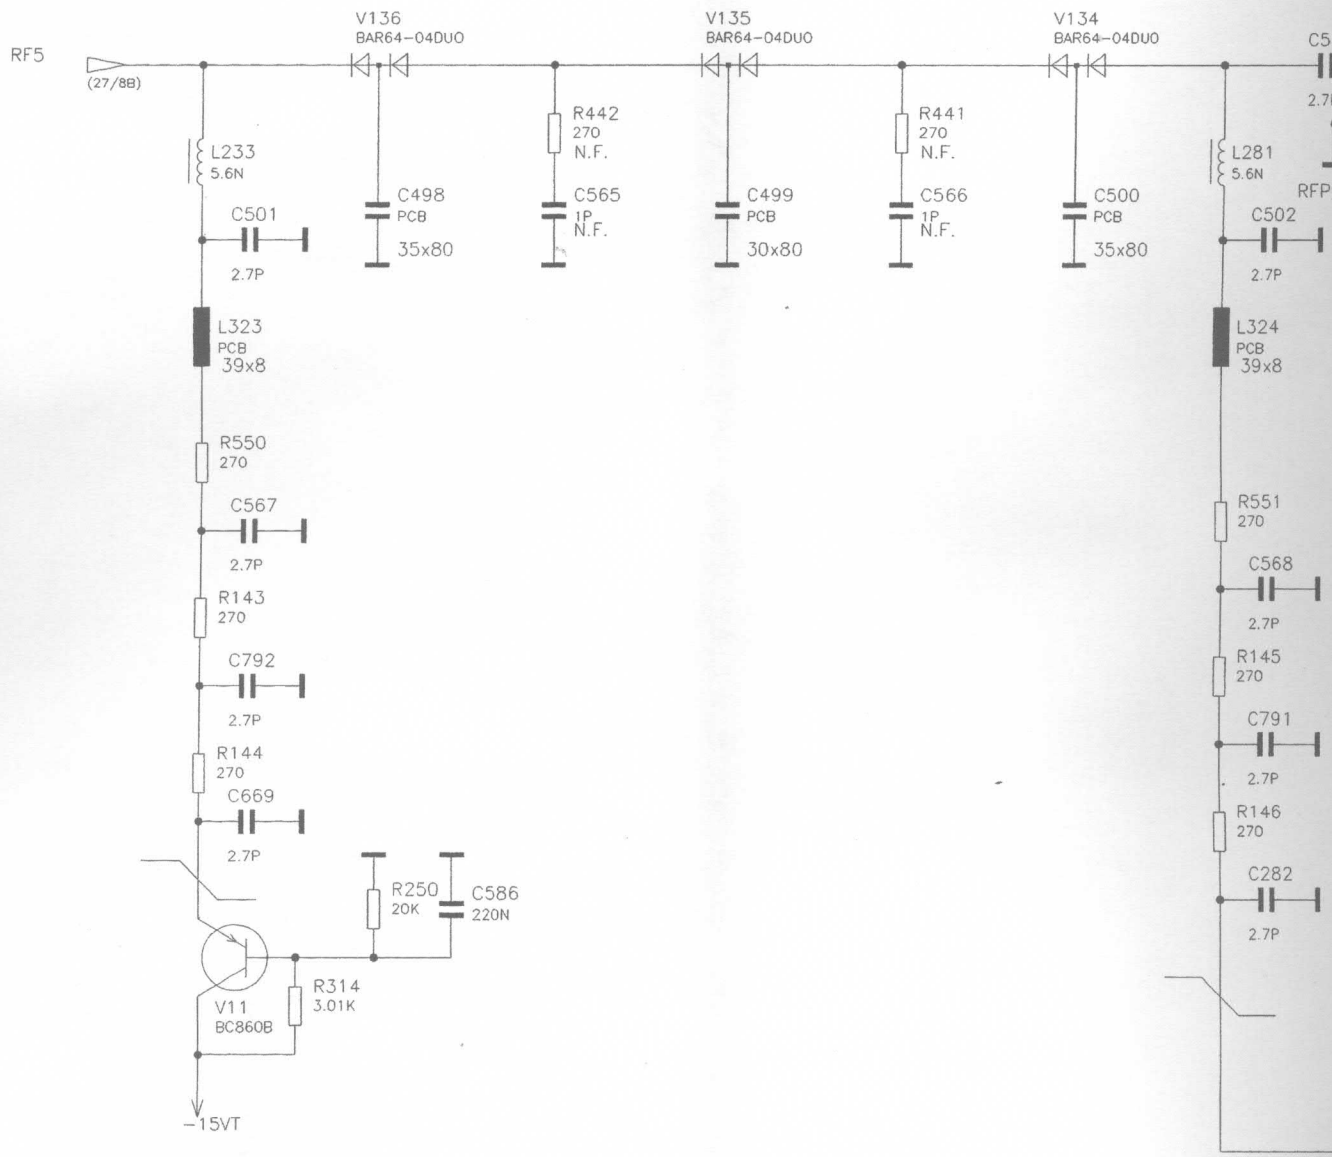 RF5
(27/8B)
V136
BAR64-04DUO
V135
BAR64-04DUO
V134
BAR64-04DUO
R442
270
N.F.
R441
270
N.F.
L233
5.6N
L281
5.6N
C498
PCB
35x80
C565
1P
N.F.
C499
PCB
30x80
C566
1P
N.F.
C500
PCB
35x80
C501
2.7P
C502
2.7P
L323
PCB
39x8
L324
PCB
39x8
R550
270
C567
2.7P
R551
270
C568
2.7P
R143
270
R145
270
C792
2.7P
C791
2.7P
R144
270
C669
2.7P
R146
270
C282
2.7P
R250
20K
C586
220N
R314
3.01K
V11
BC860B
-15VT